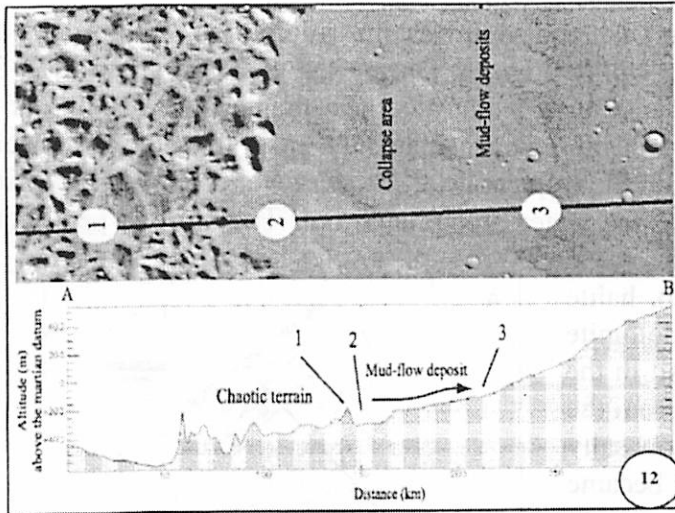 Collapse area
Mud-flow deposits
1
2
3
A
B
Altitude (m)
above the martian datum
1
2
3
Mud-flow deposit
Chaotic terrain
Distance (km)
12